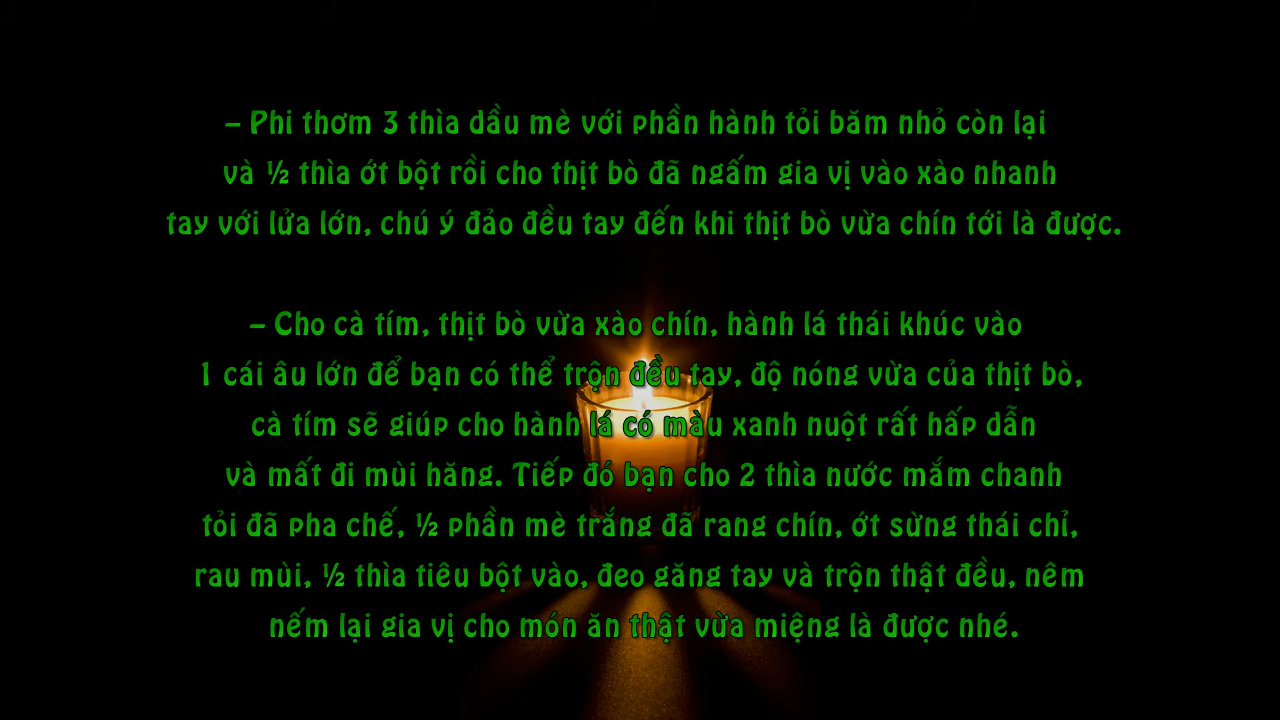 – Phi thơm 3 thìa dầu mè với phần hành tỏi băm nhỏ còn lại
và ½ thìa ớt bột rồi cho thịt bò đã ngấm gia vị vào xào nhanh
tay với lửa lớn, chú ý đảo đều tay đến khi thịt bò vừa chín tới là được.
– Cho cà tím, thịt bò vừa xào chín, hành lá thái khúc vào
1 cái âu lớn để bạn có thể trộn đều tay, độ nóng vừa của thịt bò,
cà tím sẽ giúp cho hành lá có màu xanh nuột rất hấp dẫn
và mất đi mùi hăng. Tiếp đó bạn cho 2 thìa nước mắm chanh
tỏi đã pha chế, ½ phần mè trắng đã rang chín, ớt sừng thái chỉ,
rau mùi, ½ thìa tiêu bột vào, đeo găng tay và trộn thật đều, nêm
nếm lại gia vị cho món ăn thật vừa miệng là được nhé.